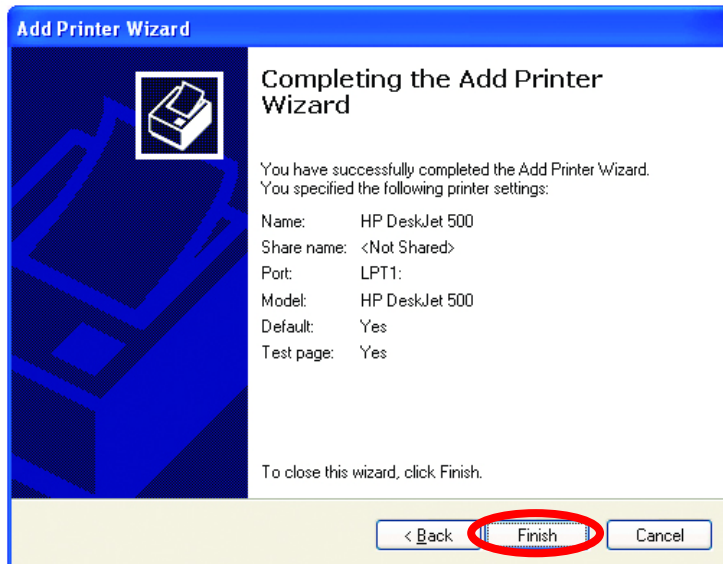 Add Printer Wizard
Completing the Add Printer
Wizard
You have successfully completed the Add Printer Wizard.
You specified the following printer settings:
Name: HP DeskJet 500
Share name: <Not Shared>
Port: LPT1:
Model: HP DeskJet 500
Default: Yes
Test page: Yes
To close this wizard, click Finish.
< Back Finish Cancel